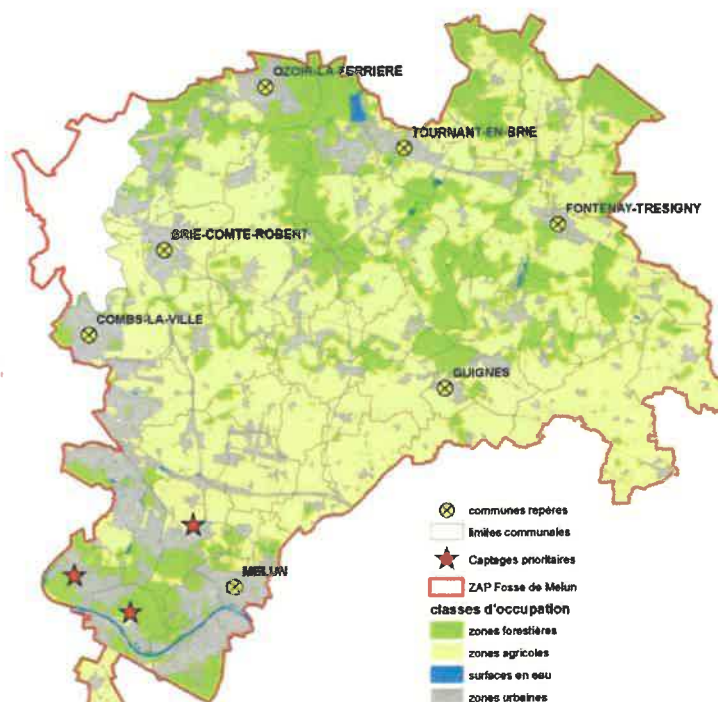 OZOIR-LA-FERRIERE
TOURNANT-EN-BRIE
FONTENAY-TRESIGNY
BRIE-COMTE-ROBERT
COMBS-LA-VILLE
GUIGNES
MELUN
communes repères
limites communales
Captages prioritaires
ZAP Fosse de Melun
classes d'occupation
zones forestières
zones agricoles
surfaces en eau
zones urbaines